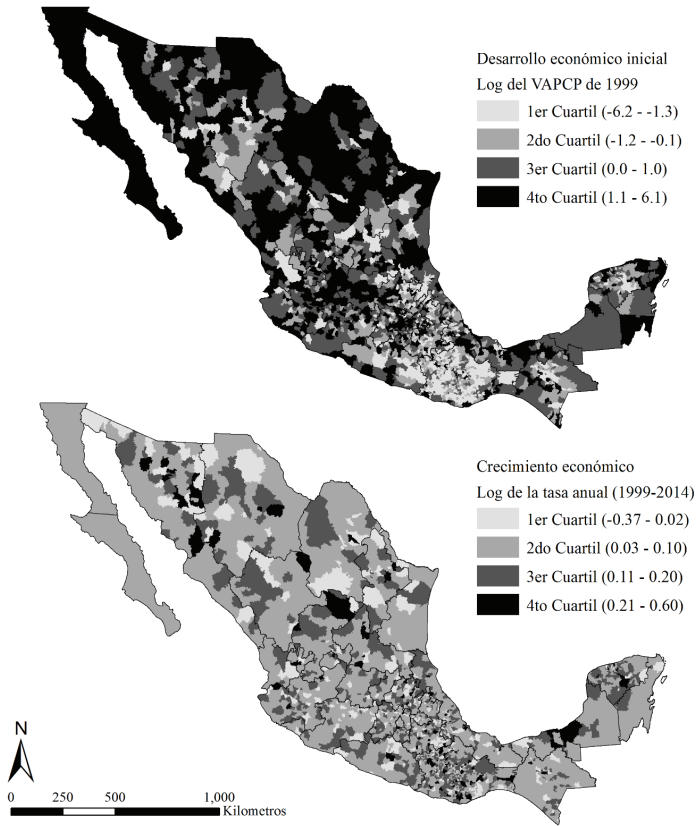 Desarrollo económico inicial
Log del VAPCP de 1999
1er Cuartil (-6.2 - -1.3)
2do Cuartil (-1.2 - -0.1)
3er Cuartil (0.0 - 1.0)
4to Cuartil (1.1 - 6.1)
Crecimiento económico
Log de la tasa anual (1999-2014)
1er Cuartil (-0.37 - 0.02)
2do Cuartil (0.03 - 0.10)
3er Cuartil (0.11 - 0.20)
4to Cuartil (0.21 - 0.60)
N
0 250 500 1,000
Kilometros